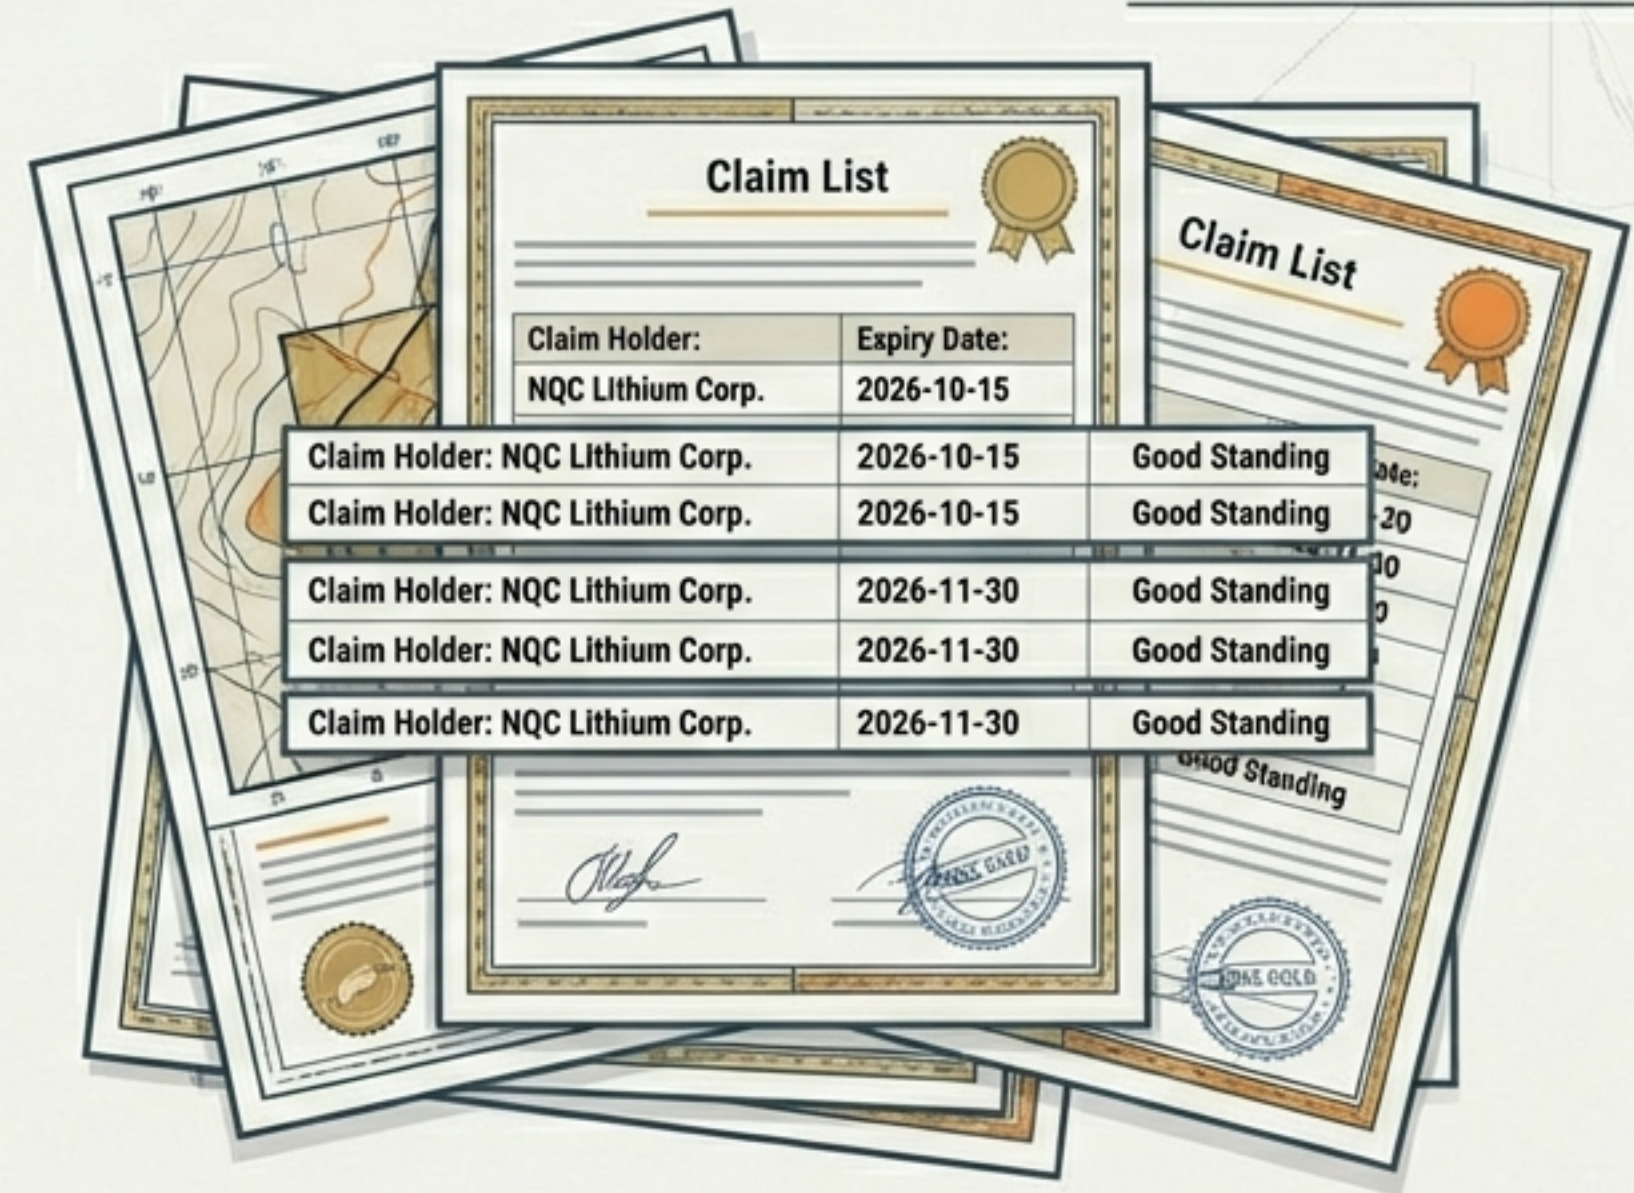 Claim List
Claim Holder: Expiry Date:
NQC LIthium Corp. 2026-10-15
Claim Holder: NQC LIthium Corp. 2026-10-15 Good Standing
Claim Holder: NQC LIthium Corp. 2026-10-15 Good Standing
Claim Holder: NQC LIthium Corp. 2026-11-30 Good Standing
Claim Holder: NQC LIthium Corp. 2026-11-30 Good Standing
Claim Holder: NQC LIthium Corp. 2026-11-30 Good Standing
Claim List
-20
Good Standing